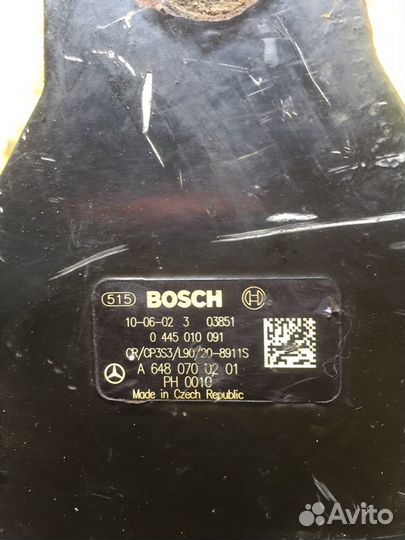 515 BOSCH
10-06-02 3 03851
0 445 010 091
CR/CP3S3/L90/20-8911S
A 648 070 02 01
PH 0010
Made in Czech Republic
Avito